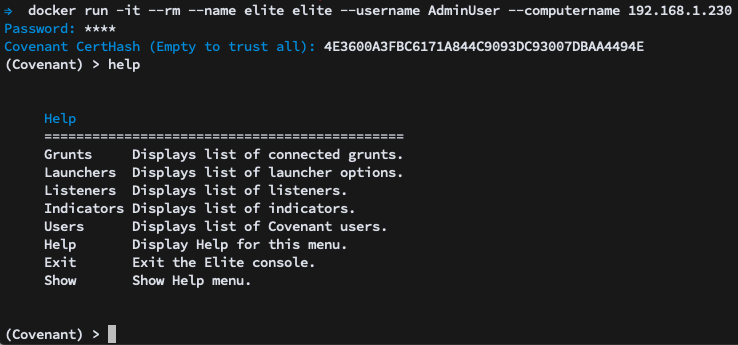 ➜ docker run -it --rm --name elite elite --username AdminUser --computername 192.168.1.230
Password: ****
Covenant CertHash (Empty to trust all): 4E3600A3FBC6171A844C9093DC93007DBAA4494E
(Covenant) > help
Help
=============================================
Grunts Displays list of connected grunts.
Launchers Displays list of launcher options.
Listeners Displays list of listeners.
Indicators Displays list of indicators.
Users Displays list of Covenant users.
Help Display Help for this menu.
Exit Exit the Elite console.
Show Show Help menu.
(Covenant) >